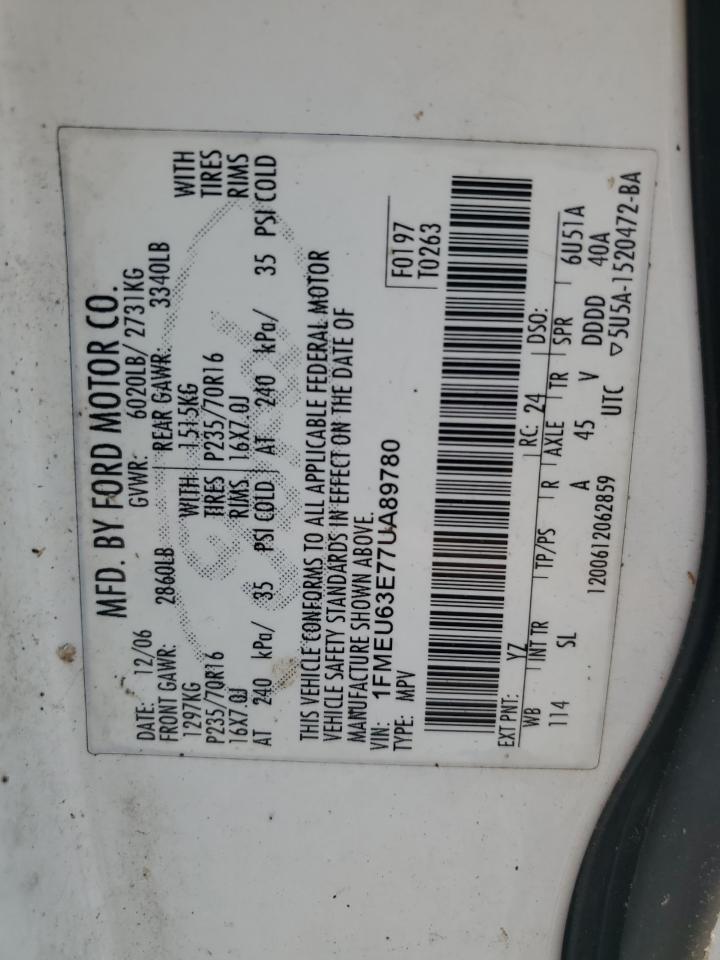 MFD. BY FORD MOTOR CO.
DATE: 12/06 GVWR: 6020LB/ 2731KG
FRONT GAWR: 2860LB REAR GAWR: 3340LB
1297KG WITH 1515KG WITH
P235/70R16 TIRES P235/70R16 TIRES
16X7.0J RIMS 16X7.0J RIMS
AT 240 kPa/ 35 PSI COLD AT 240 kPa/ 35 PSI COLD
THIS VEHICLE CONFORMS TO ALL APPLICABLE FEDERAL MOTOR
VEHICLE SAFETY STANDARDS IN EFFECT ON THE DATE OF
MANUFACTURE SHOWN ABOVE.
VIN: 1FMEU63E77UA89780
TYPE: MPV
F0197
T0263
EXT PNT: YZ RC: 24 DSO:
WB INT TR TP/PS R AXLE TR SPR 6U51A
114 SL A 45 V DDDD 40A
1200612062859 UTC ▽5U5A-1520472-BA